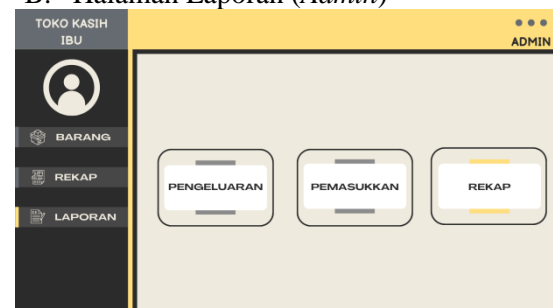 B. Halaman Laporan (Admin)
TOKO KASIH
IBU
ADMIN
BARANG
REKAP
LAPORAN
PENGELUARAN
PEMASUKKAN
REKAP